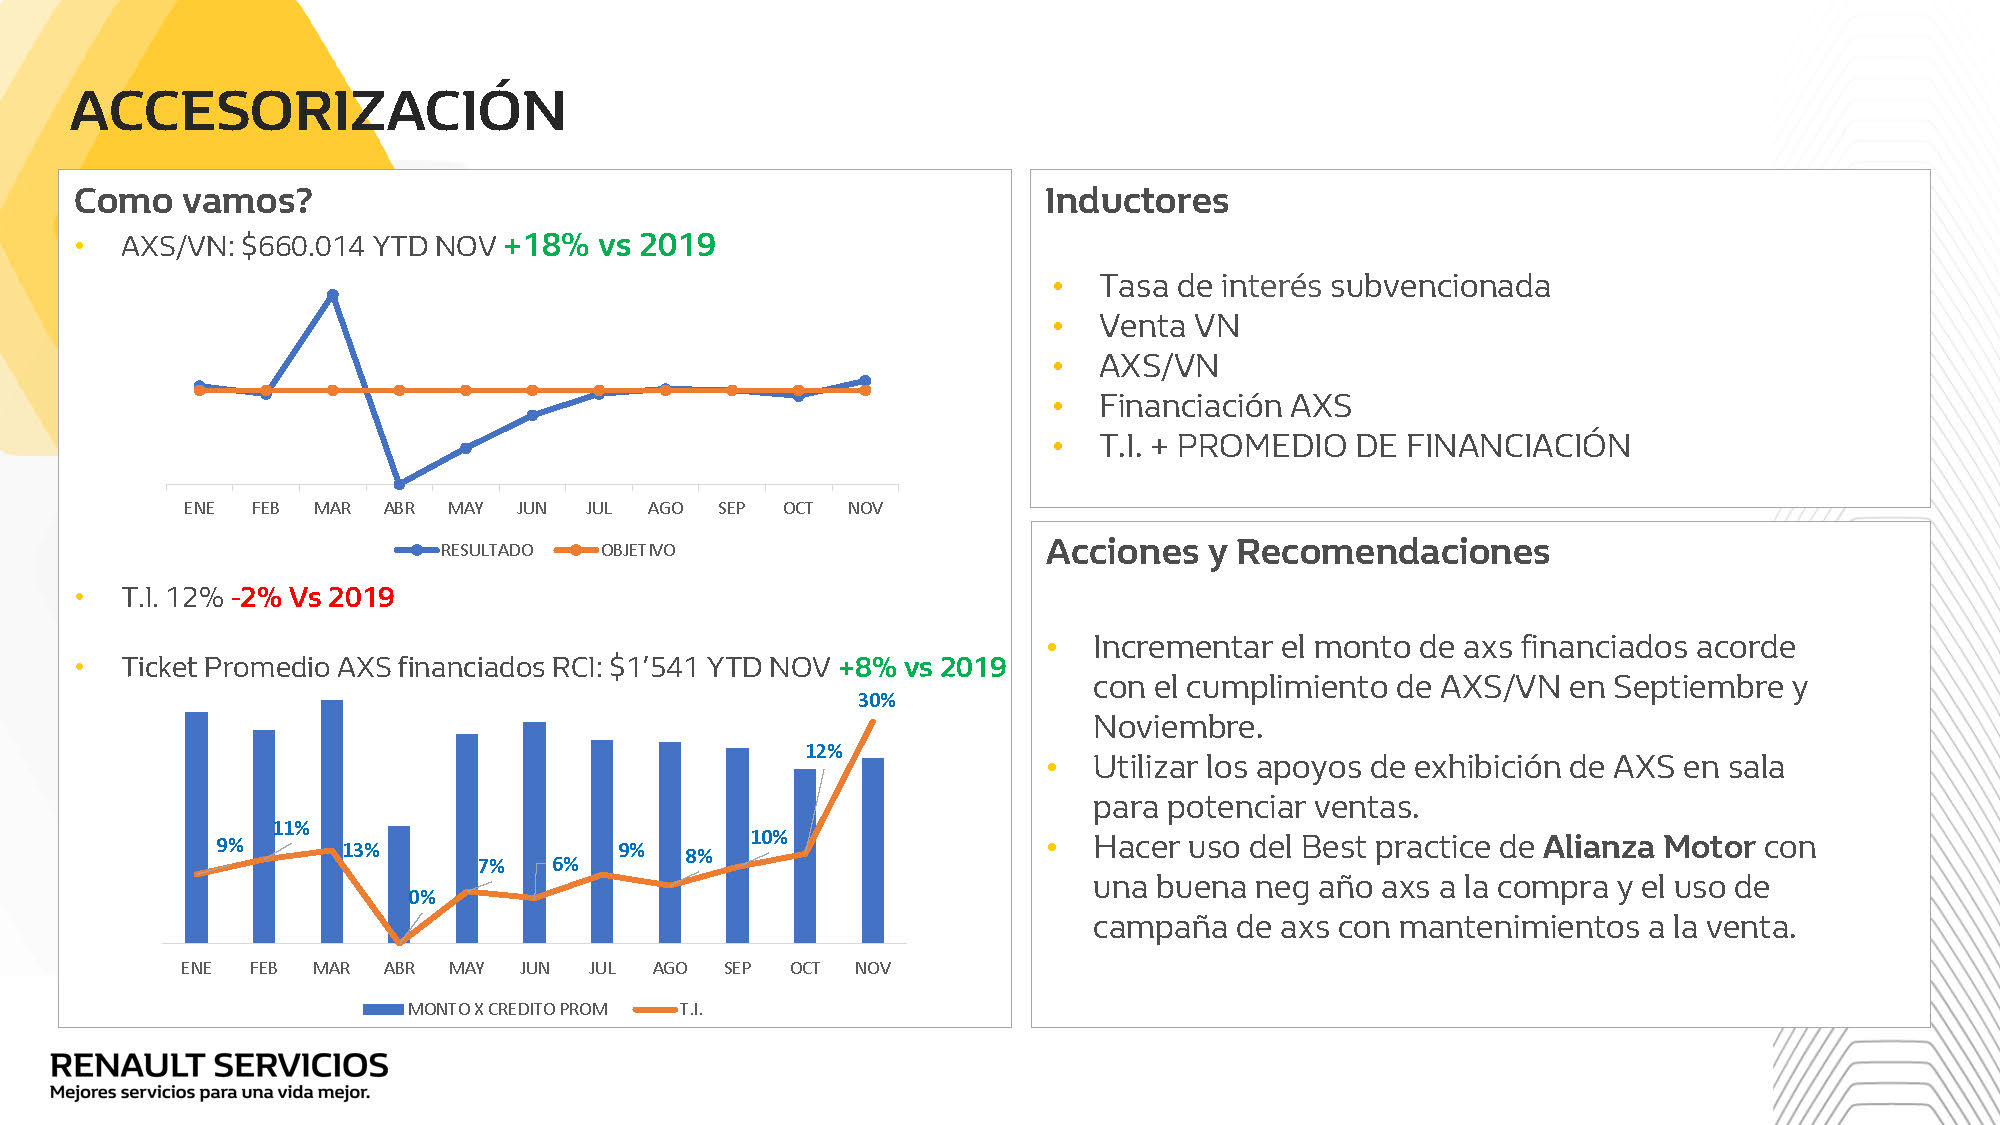 ACCESORIZACIÓN
Como vamos?
• AXS/VN: $660.014 YTD NOV +18% vs 2019
ENE FEB MAR ABR MAY JUN JUL AGO SEP OCT NOV
RESULTADO OBJETIVO
• T.I. 12% -2% Vs 2019
• Ticket Promedio AXS financiados RCI: $1’541 YTD NOV +8% vs 2019
9% 11% 13% 0% 7% 6% 9% 8% 10% 12% 30%
ENE FEB MAR ABR MAY JUN JUL AGO SEP OCT NOV
MONTO X CREDITO PROM T.I.
Inductores
• Tasa de interés subvencionada
• Venta VN
• AXS/VN
• Financiación AXS
• T.I. + PROMEDIO DE FINANCIACIÓN
Acciones y Recomendaciones
• Incrementar el monto de axs financiados acorde
con el cumplimiento de AXS/VN en Septiembre y
Noviembre.
• Utilizar los apoyos de exhibición de AXS en sala
para potenciar ventas.
• Hacer uso del Best practice de Alianza Motor con
una buena neg año axs a la compra y el uso de
campaña de axs con mantenimientos a la venta.
RENAULT SERVICIOS
Mejores servicios para una vida mejor.